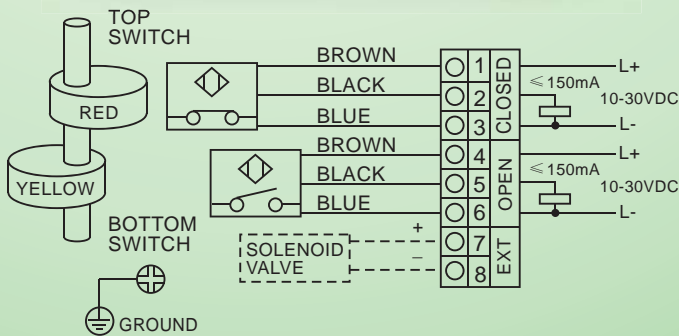 TOP
SWITCH
RED
YELLOW
BOTTOM
SWITCH
GROUND
BROWN
BLACK
BLUE
BROWN
BLACK
BLUE
SOLENOID
VALVE
+
–
1
2
3
4
5
6
7
8
CLOSED
OPEN
EXT
L+
≤150mA
10-30VDC
L-
L+
≤150mA
10-30VDC
L-